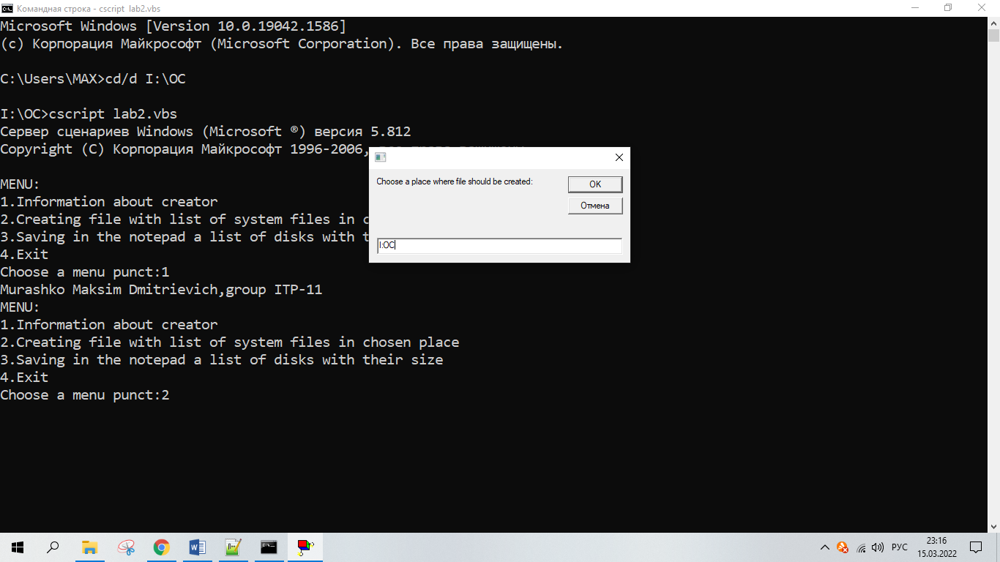 Командная строка - cscript lab2.vbs
Microsoft Windows [Version 10.0.19042.1586]
(c) Корпорация Майкрософт (Microsoft Corporation). Все права защищены.
C:\Users\MAX>cd/d I:\OC
I:\OC>cscript lab2.vbs
Сервер сценариев Windows (Microsoft ®) версия 5.812
Copyright (C) Корпорация Майкрософт 1996-2006,
MENU:
1.Information about creator
2.Creating file with list of system files in c
3.Saving in the notepad a list of disks with t
4.Exit
Choose a menu punct:1
Murashko Maksim Dmitrievich,group ITP-11
MENU:
1.Information about creator
2.Creating file with list of system files in chosen place
3.Saving in the notepad a list of disks with their size
4.Exit
Choose a menu punct:2
Choose a place where file should be created:
OK
Отмена
I:OC
РУС
23:16
15.03.2022